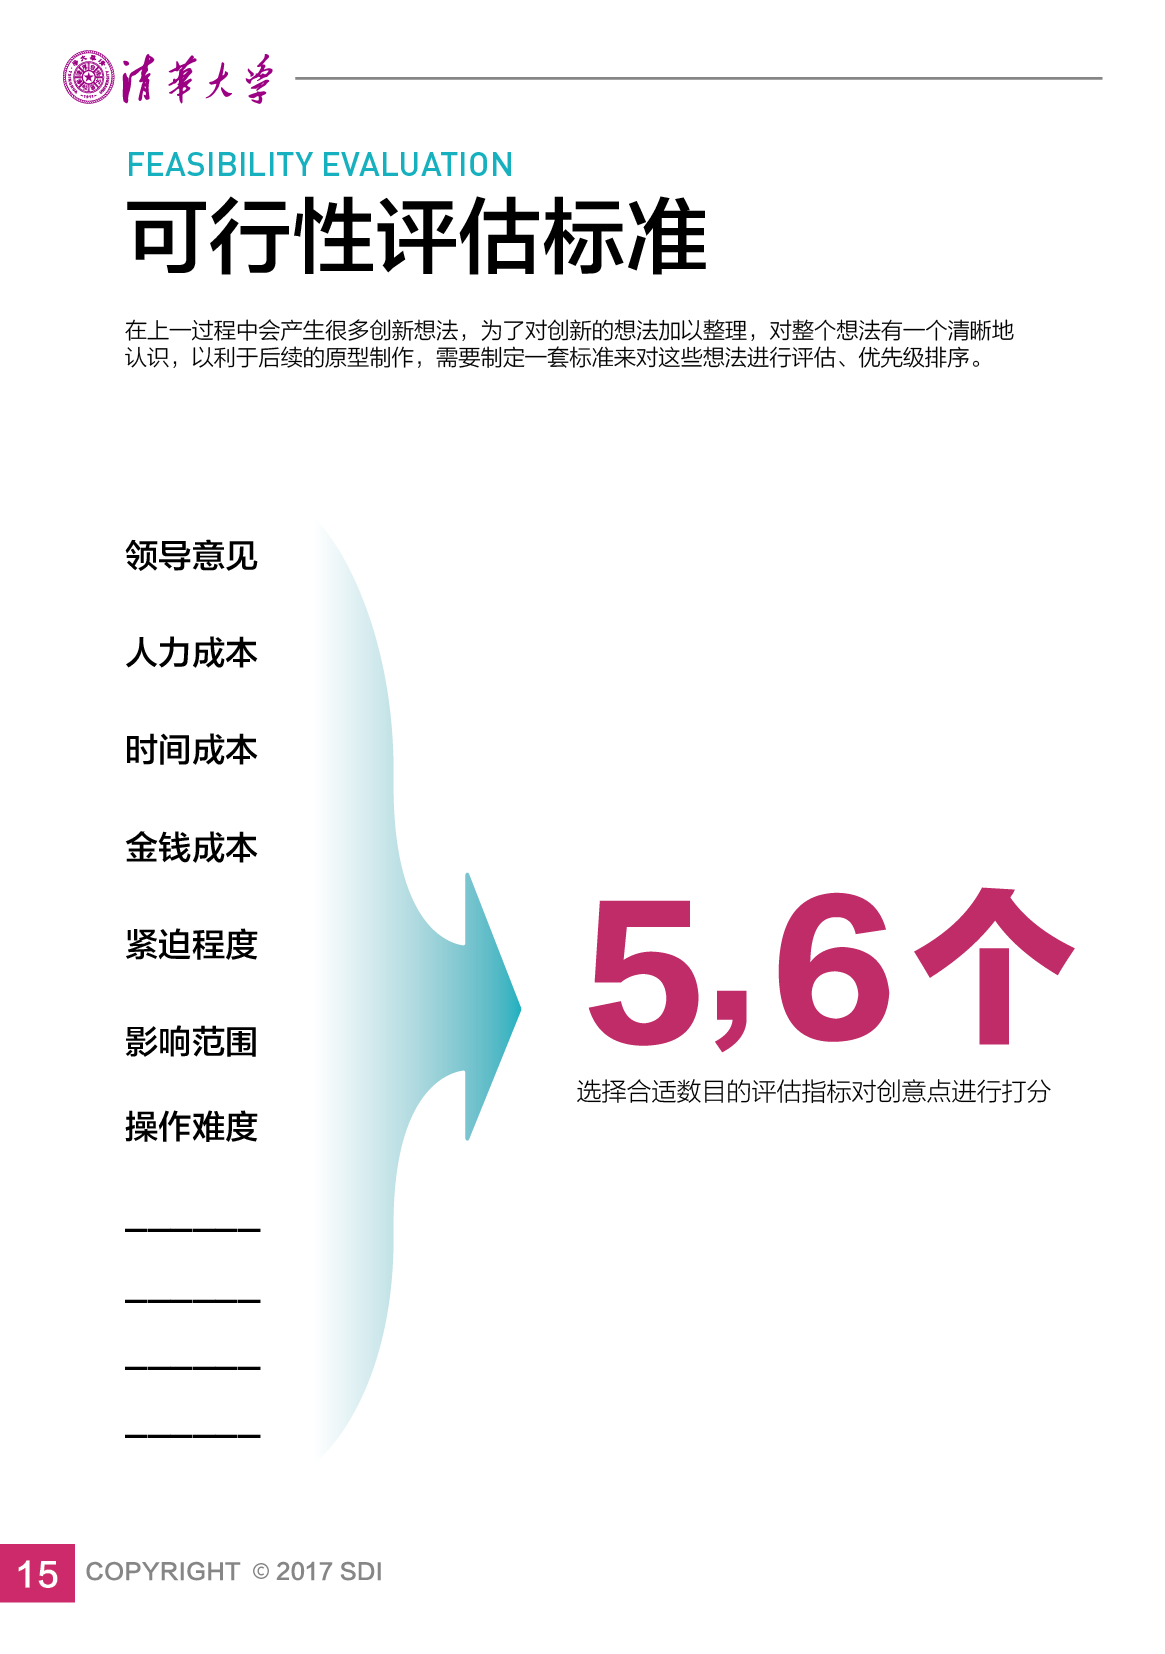 清華大学
FEASIBILITY EVALUATION
可行性评估标准
在上一过程中会产生很多创新想法，为了对创新的想法加以整理，对整个想法有一个清晰地
认识，以利于后续的原型制作，需要制定一套标准来对这些想法进行评估、优先级排序。
领导意见
人力成本
时间成本
金钱成本
紧迫程度
影响范围
操作难度
______
______
______
______
5,6个
选择合适数目的评估指标对创意点进行打分
15 COPYRIGHT © 2017 SDI